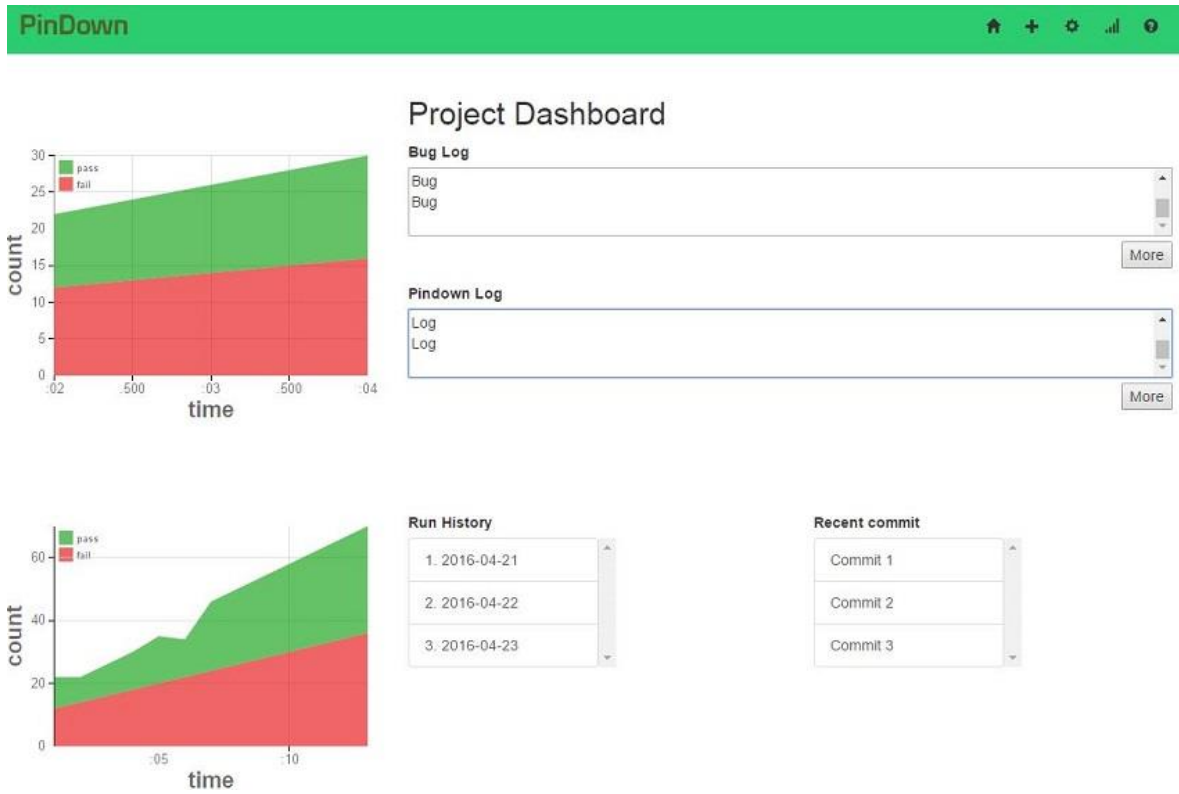 PinDown
Project Dashboard
Bug Log
Bug
Bug
More
Pindown Log
Log
Log
More
30
25
20
15
10
5
0
count
pass
fail
:02 .500 :03 .500 :04
time
60
40
20
0
count
pass
fail
:05 :10
time
Run History
1. 2016-04-21
2. 2016-04-22
3. 2016-04-23
Recent commit
Commit 1
Commit 2
Commit 3